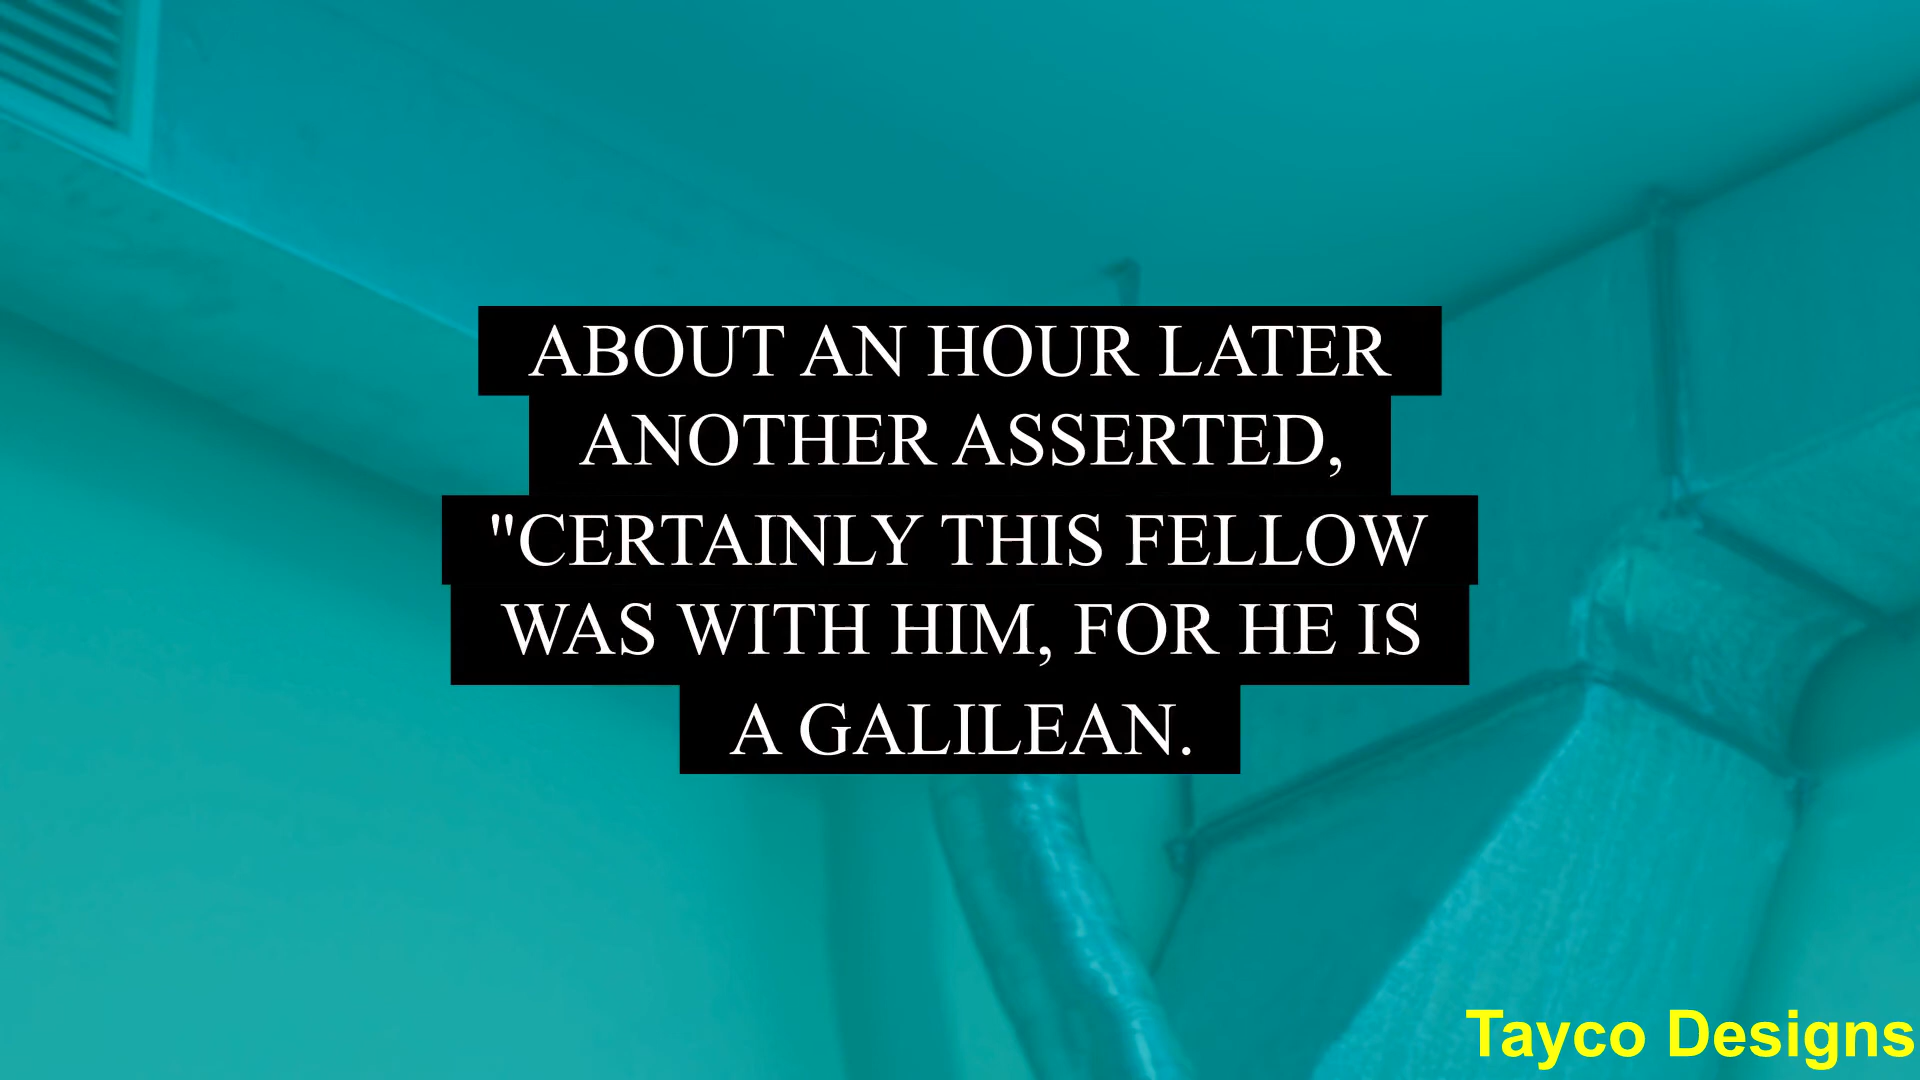 ABOUT AN HOUR LATER
ANOTHER ASSERTED,
"CERTAINLY THIS FELLOW
WAS WITH HIM, FOR HE IS
A GALILEAN.
Tayco Designs